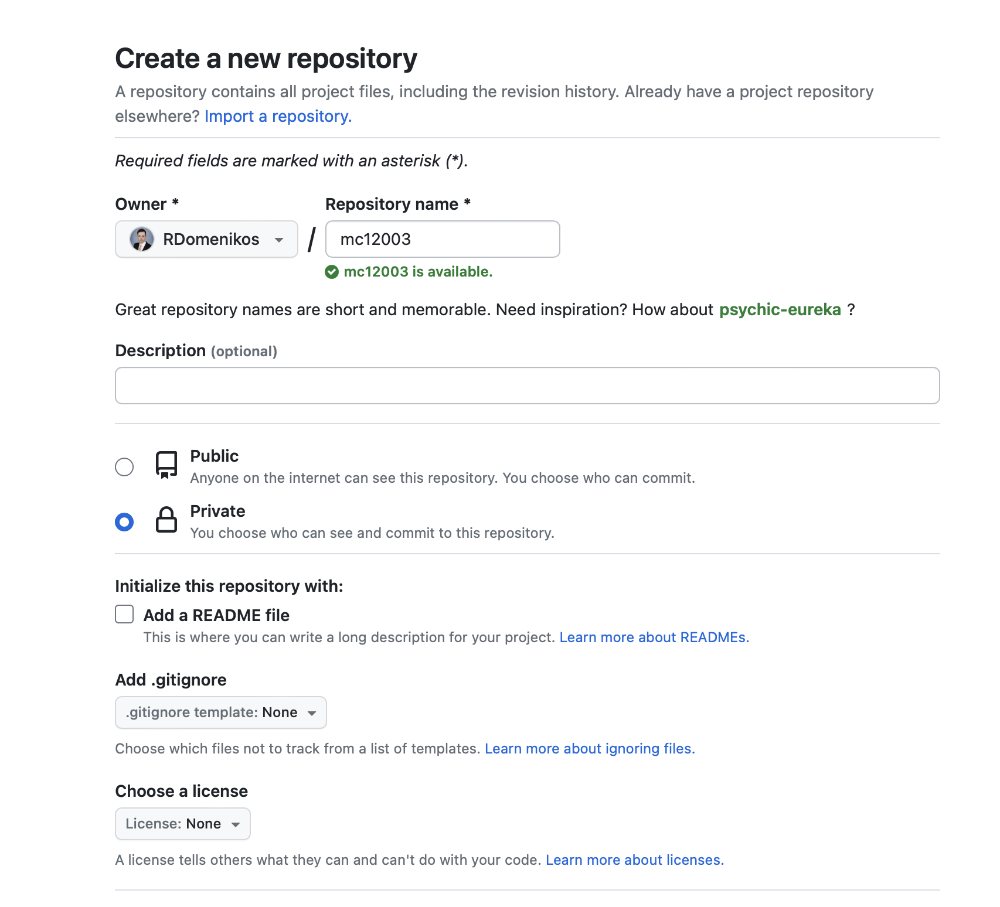 Create a new repository
A repository contains all project files, including the revision history. Already have a project repository
elsewhere? Import a repository.
Required fields are marked with an asterisk (*).
Owner * Repository name *
RDomenikos / mc12003
mc12003 is available.
Great repository names are short and memorable. Need inspiration? How about psychic-eureka ?
Description (optional)
Public
Anyone on the internet can see this repository. You choose who can commit.
Private
You choose who can see and commit to this repository.
Initialize this repository with:
Add a README file
This is where you can write a long description for your project. Learn more about READMEs.
Add .gitignore
.gitignore template: None
Choose which files not to track from a list of templates. Learn more about ignoring files.
Choose a license
License: None
A license tells others what they can and can't do with your code. Learn more about licenses.